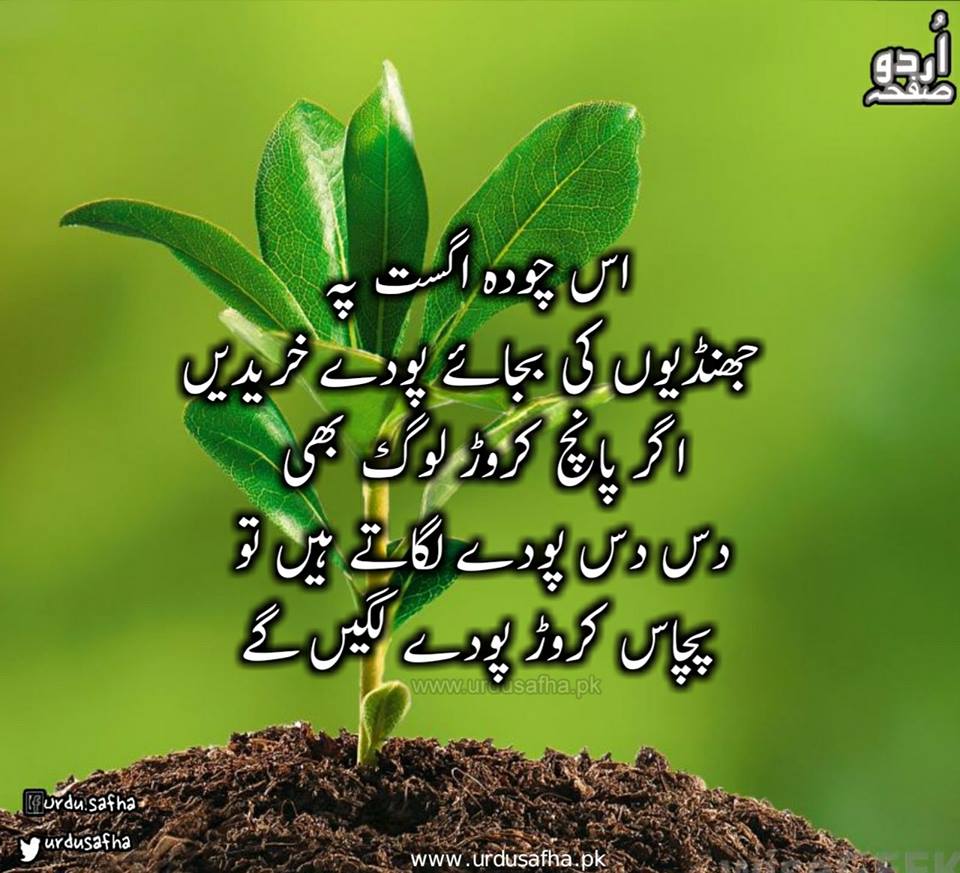 اُردو
صفحہ
اس چودہ اگست پہ
جھنڈیوں کی بجائے پودے خریدیں
اگر پانچ کروڑ لوگ بھی
دس دس پودے لگاتے ہیں تو
پچاس کروڑ پودے لگیں گے
www.urdusafha.pk
urdu.safha
urdusafha
www.urdusafha.pk